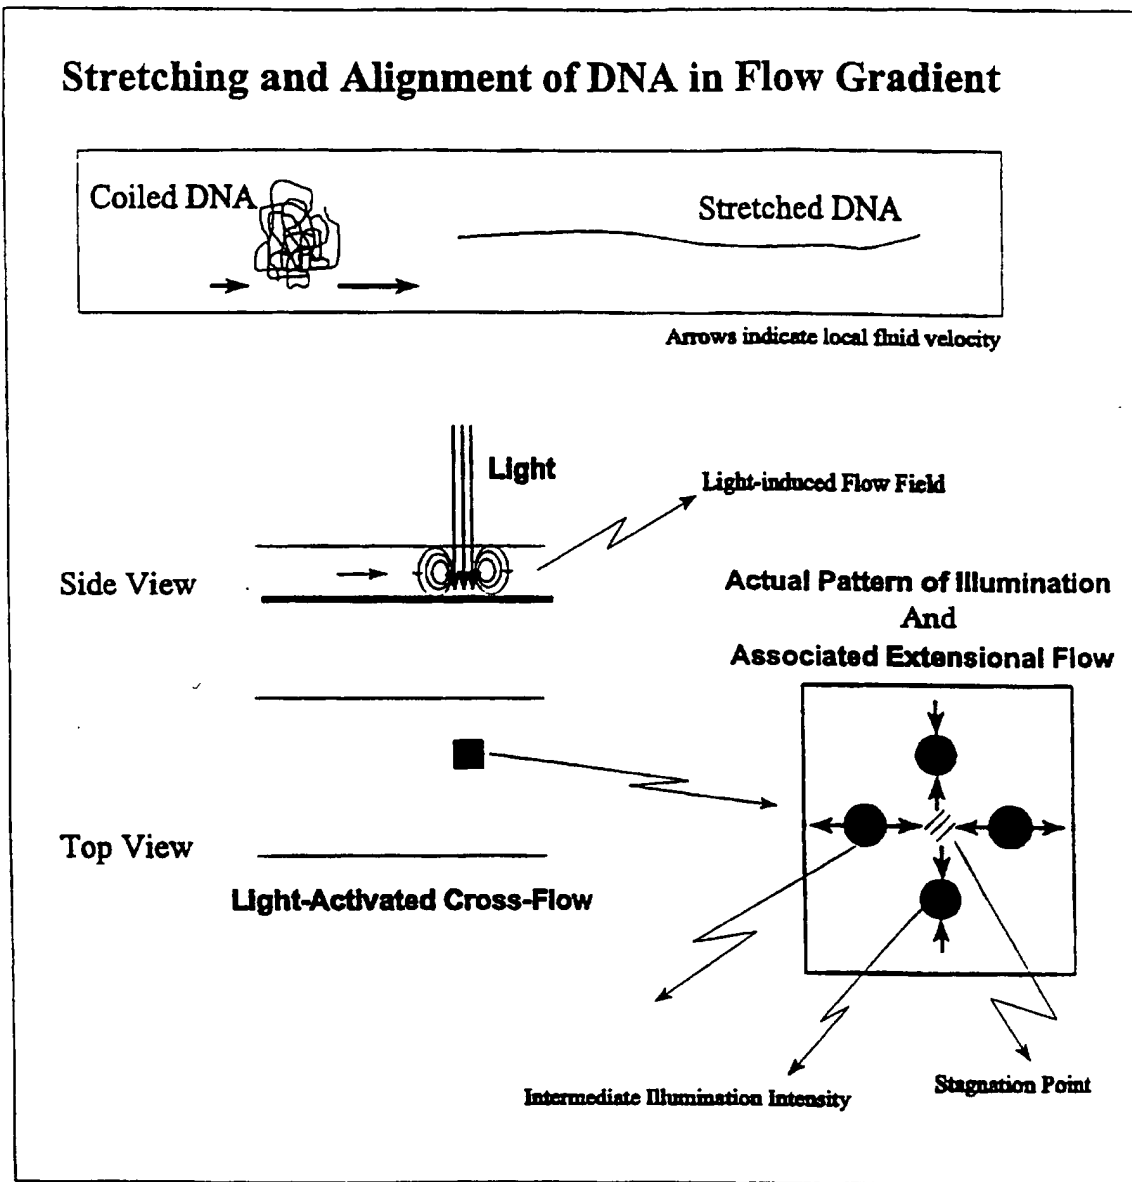 Stretching and Alignment of DNA in Flow Gradient
Coiled DNA
Stretched DNA
Arrows indicate local fluid velocity
Light
Light-induced Flow Field
Side View
Actual Pattern of Illumination
And
Associated Extensional Flow
Top View
Light-Activated Cross-Flow
Intermediate Illumination Intensity
Stagnation Point